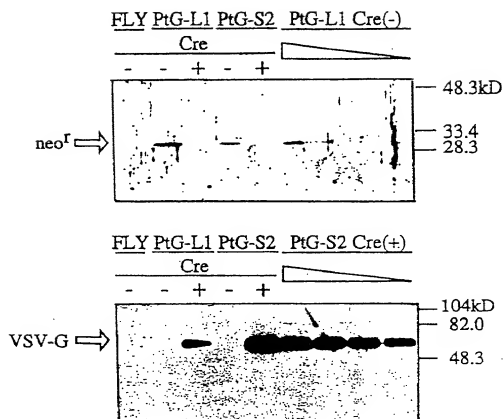 FLY PtG-L1 PtG-S2 PtG-L1 Cre(-)
Cre
- - + - +
48.3kD
neo^r
33.4
28.3
FLY PtG-L1 PtG-S2 PtG-S2 Cre(+)
Cre
- - + - +
104kD
82.0
VSV-G
48.3